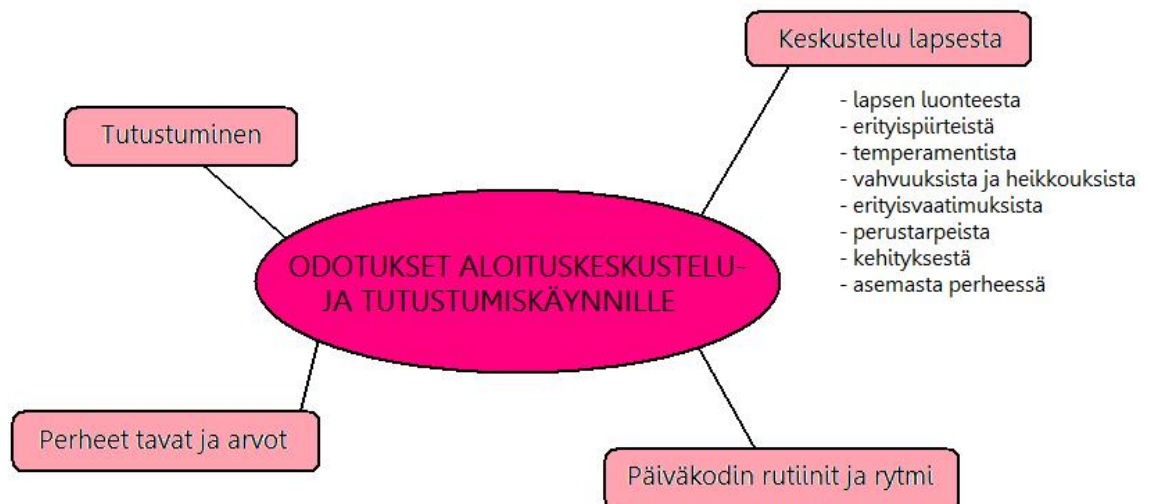 Keskustelu lapsesta
- lapsen luonteesta
- erityispiirteistä
- temperamentista
- vahvuuksista ja heikkouksista
- erityisvaatimuksista
- perustarpeista
- kehityksestä
- asemasta perheessä
Tutustuminen
ODOTUKSET ALOITUSKESKUSTELU-
JA TUTUSTUMISKÄYNNILLE
Perheet tavat ja arvot
Päiväkodin rutiinit ja rytmi